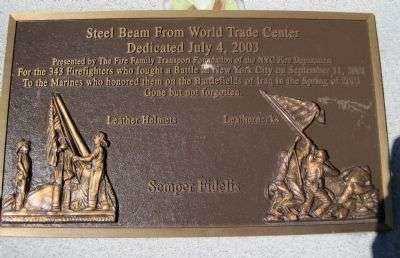 Steel Beam From World Trade Center
Dedicated July 4, 2003
Presented by The Fire Family Transport Foundation of the NYC Fire Department
For the 343 Firefighters who fought a Battle in New York City on September 11, 2001
To the Marines who honored them on the Battlefields of Iraq in the Spring of 2003
Gone but not forgotten.
Leather Helmets Leathernecks
Semper Fidelis